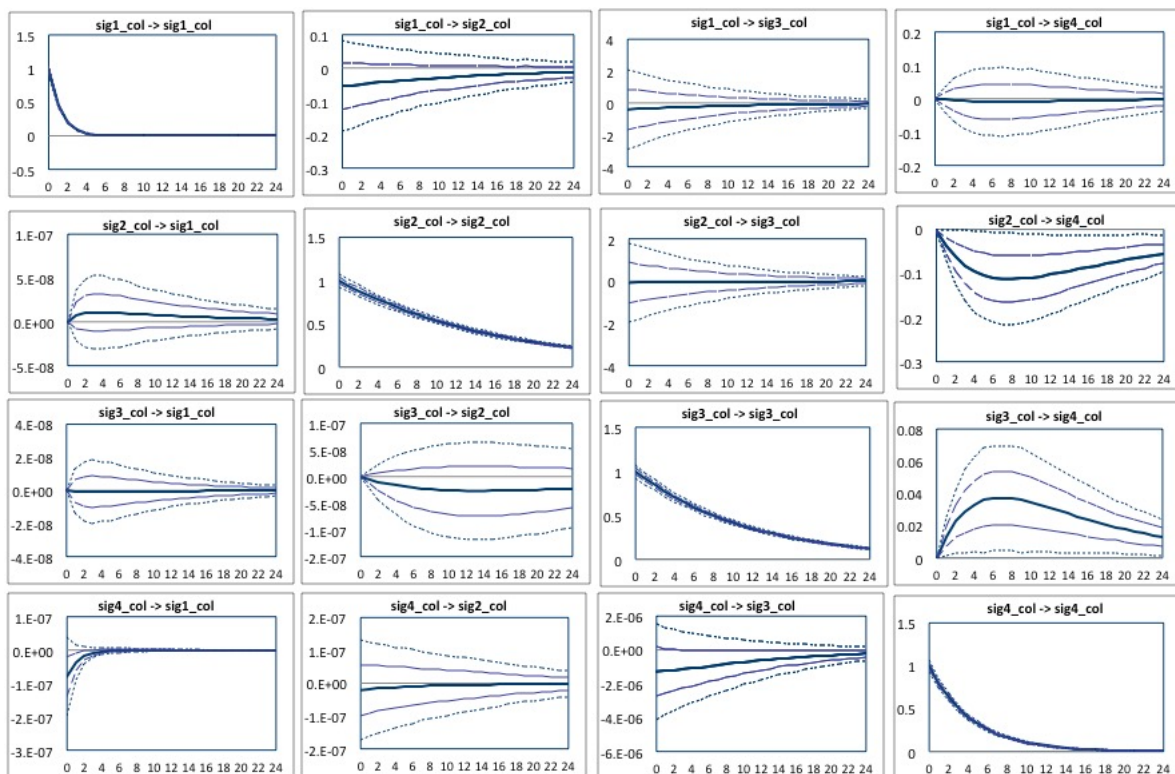 sig1_col -> sig1_col
1.5
1
0.5
0
-0.5
0 2 4 6 8 10 12 14 16 18 20 22 24
sig1_col -> sig2_col
0.1
0
-0.1
-0.2
-0.3
0 2 4 6 8 10 12 14 16 18 20 22 24
sig1_col -> sig3_col
4
2
0
-2
-4
0 2 4 6 8 10 12 14 16 18 20 22 24
sig1_col -> sig4_col
0.2
0.1
0
-0.1
-0.2
0 2 4 6 8 10 12 14 16 18 20 22 24
sig2_col -> sig1_col
1.E-07
5.E-08
0.E+00
-5.E-08
0 2 4 6 8 10 12 14 16 18 20 22 24
sig2_col -> sig2_col
1.5
1
0.5
0
0 2 4 6 8 10 12 14 16 18 20 22 24
sig2_col -> sig3_col
2
0
-2
-4
0 2 4 6 8 10 12 14 16 18 20 22 24
sig2_col -> sig4_col
0
-0.1
-0.2
-0.3
0 2 4 6 8 10 12 14 16 18 20 22 24
sig3_col -> sig1_col
4.E-08
2.E-08
0.E+00
-2.E-08
-4.E-08
0 2 4 6 8 10 12 14 16 18 20 22 24
sig3_col -> sig2_col
1.E-07
5.E-08
0.E+00
-5.E-08
-1.E-07
-2.E-07
-2.E-07
0 2 4 6 8 10 12 14 16 18 20 22 24
sig3_col -> sig3_col
1.5
1
0.5
0
0 2 4 6 8 10 12 14 16 18 20 22 24
sig3_col -> sig4_col
0.08
0.06
0.04
0.02
0
0 2 4 6 8 10 12 14 16 18 20 22 24
sig4_col -> sig1_col
1.E-07
0.E+00
-1.E-07
-2.E-07
-3.E-07
0 2 4 6 8 10 12 14 16 18 20 22 24
sig4_col -> sig2_col
2.E-07
1.E-07
0.E+00
-1.E-07
-2.E-07
0 2 4 6 8 10 12 14 16 18 20 22 24
sig4_col -> sig3_col
2.E-06
0.E+00
-2.E-06
-4.E-06
-6.E-06
0 2 4 6 8 10 12 14 16 18 20 22 24
sig4_col -> sig4_col
1.5
1
0.5
0
0 2 4 6 8 10 12 14 16 18 20 22 24